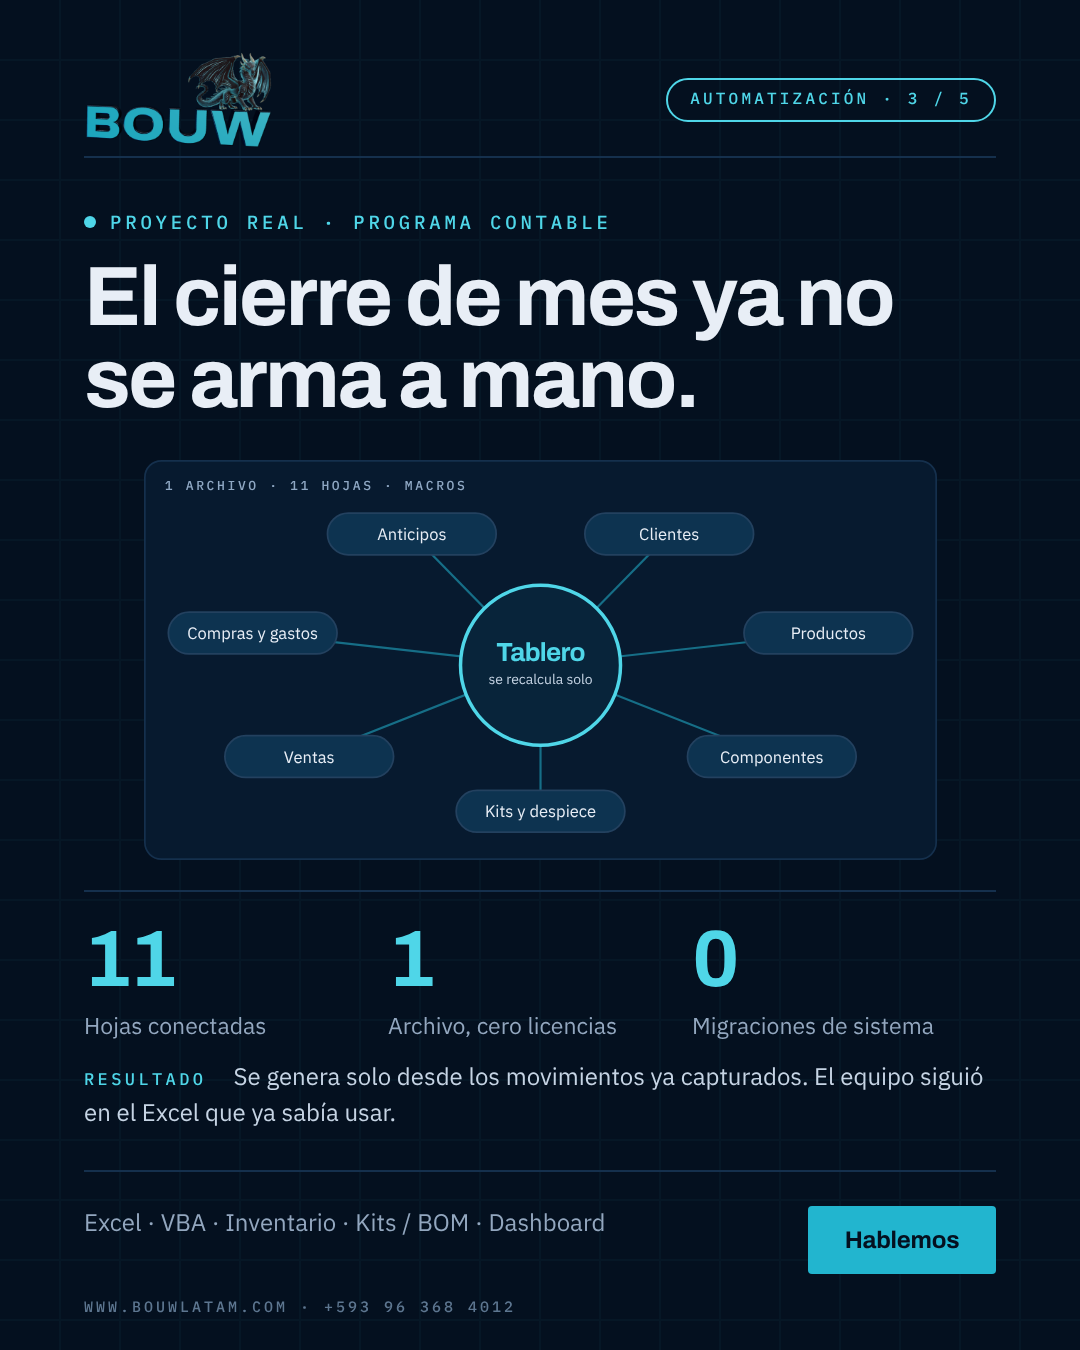 BOUW
AUTOMATIZACIÓN · 3 / 5
PROYECTO REAL · PROGRAMA CONTABLE
El cierre de mes ya no
se arma a mano.
1 ARCHIVO · 11 HOJAS · MACROS
Anticipos
Clientes
Compras y gastos
Productos
Tablero
se recalcula solo
Ventas
Componentes
Kits y despiece
11
Hojas conectadas
1
Archivo, cero licencias
0
Migraciones de sistema
RESULTADO Se genera solo desde los movimientos ya capturados. El equipo siguió
en el Excel que ya sabía usar.
Excel · VBA · Inventario · Kits / BOM · Dashboard
Hablemos
WWW.BOUWLATAM.COM · +593 96 368 4012